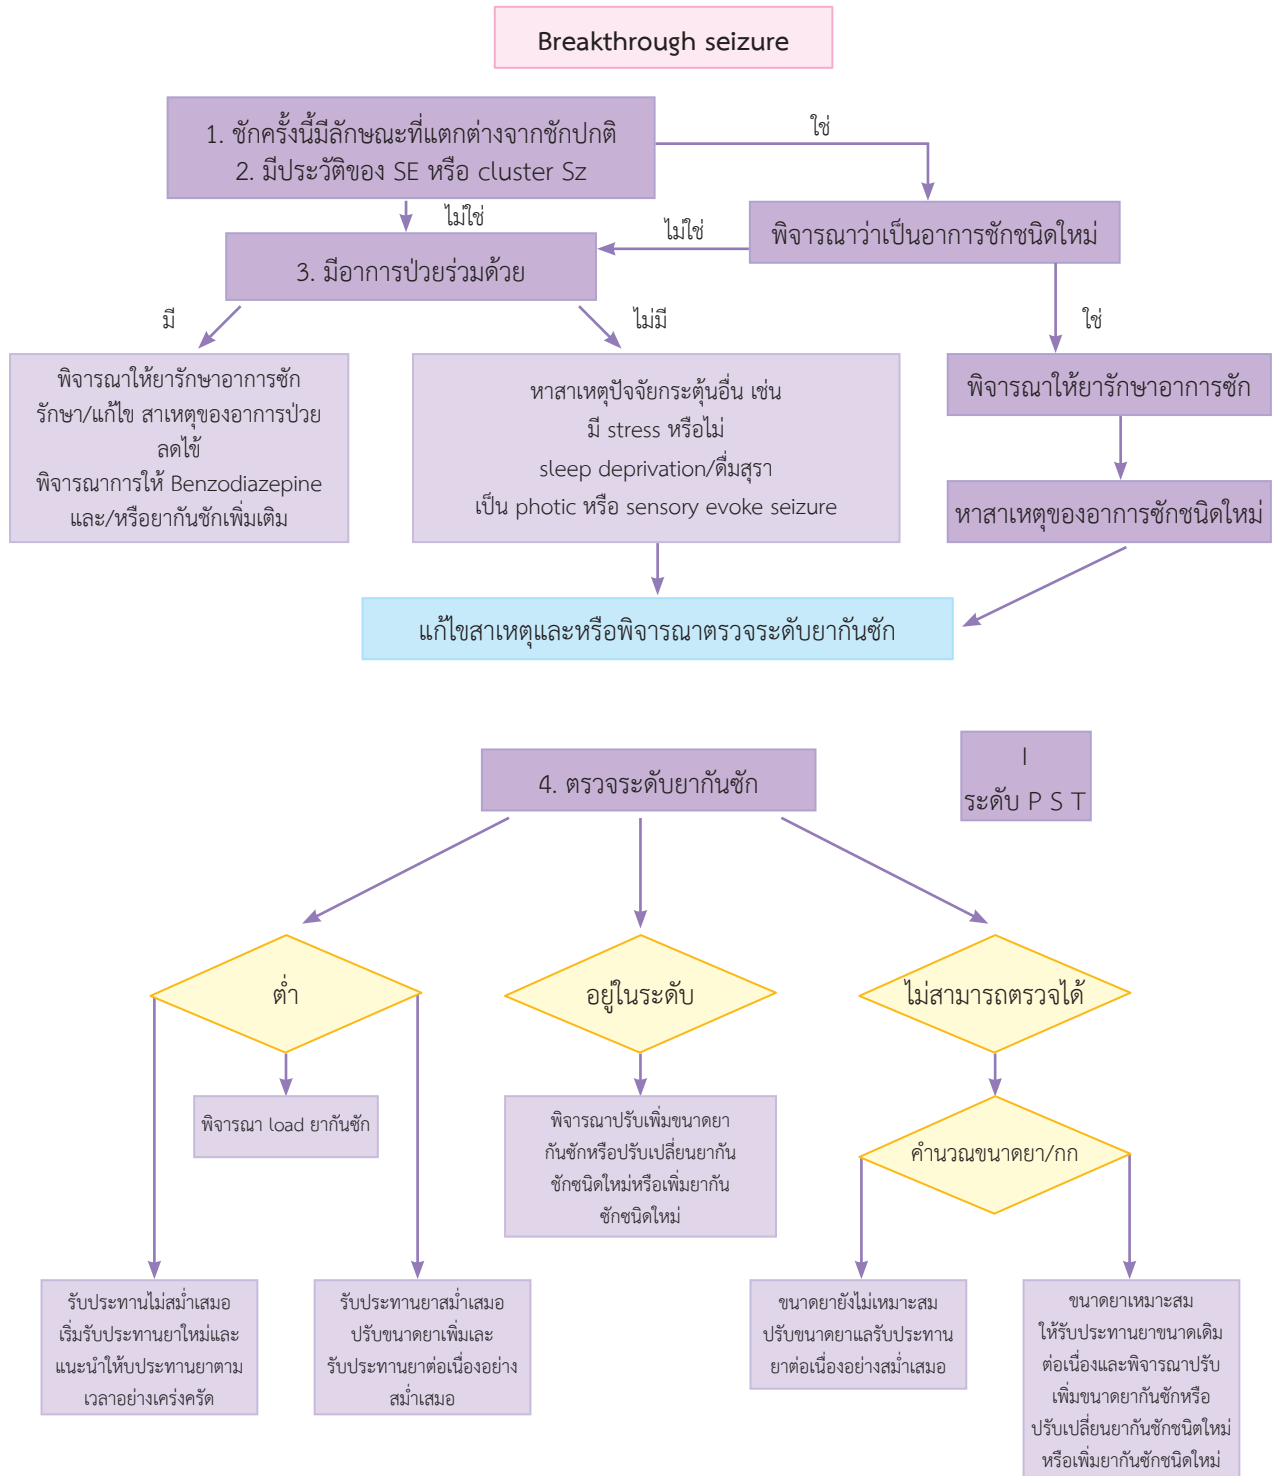 Breakthrough seizure
1. ชักครั้งนี้มีลักษณะที่แตกต่างจากชักปกติ
2. มีประวัติของ SE หรือ cluster Sz
ใช่
ไม่ใช่
ไม่ใช่
พิจารณาว่าเป็นอาการชักชนิดใหม่
3. มีอาการป่วยร่วมด้วย
มี
ไม่มี
ใช่
พิจารณาให้ยารักษาอาการชัก
รักษา/แก้ไข สาเหตุของอาการป่วย
ลดไข้
พิจารณาการให้ Benzodiazepine
และ/หรือยากันชักเพิ่มเติม
หาสาเหตุปัจจัยกระตุ้นอื่น เช่น
มี stress หรือไม่
sleep deprivation/ดื่มสุรา
เป็น photic หรือ sensory evoke seizure
พิจารณาให้ยารักษาอาการชัก
หาสาเหตุของอาการชักชนิดใหม่
แก้ไขสาเหตุและหรือพิจารณาตรวจระดับยากันชัก
4. ตรวจระดับยากันชัก
I
ระดับ P S T
ต่ำ
อยู่ในระดับ
ไม่สามารถตรวจได้
พิจารณา load ยากันชัก
พิจารณาปรับเพิ่มขนาดยา
กันชักหรือปรับเปลี่ยนยากัน
ชักชนิดใหม่หรือเพิ่มยากัน
ชักชนิดใหม่
คำนวณขนาดยา/กก
รับประทานไม่สม่ำเสมอ
เริ่มรับประทานยาใหม่และ
แนะนำให้บประทานยาตาม
เวลาอย่างเคร่งครัด
รับประทานยาสม่ำเสมอ
ปรับขนาดยาเพิ่มเละ
รับประทานยาต่อเนื่องอย่าง
สม่ำเสมอ
ขนาดยายังไม่เหมาะสม
ปรับขนาดยาแลรับประทาน
ยาต่อเนื่องอย่างสม่ำเสมอ
ขนาดยาเหมาะสม
ให้รับประทานยาขนาดเดิม
ต่อเนื่องและพิจารณาปรับ
เพิ่มขนาดยากันชักหรือ
ปรับเปลี่ยนยากันชักชนิตใหม่
หรือเพิ่มยากันชักชนิดใหม่